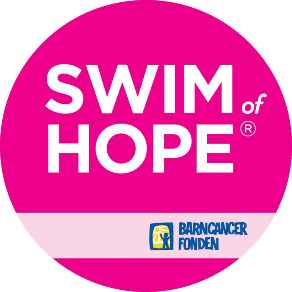 SWIM of
HOPE ®
BARNCANCER
FONDEN